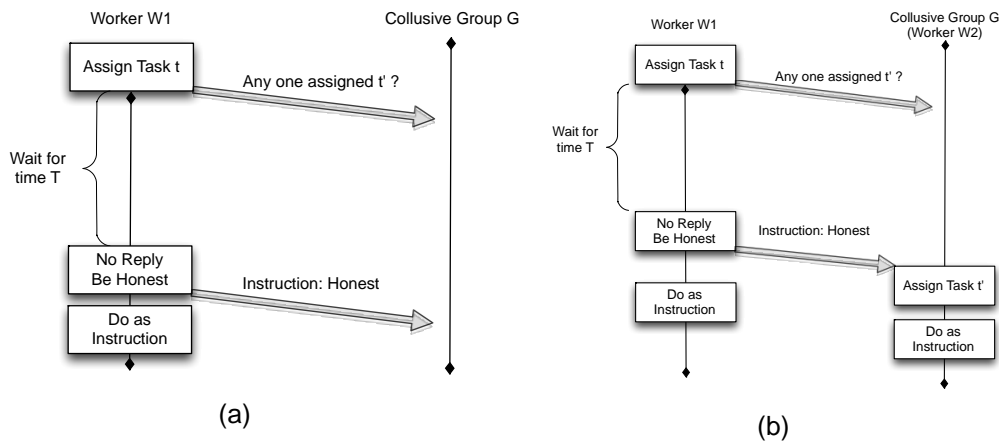 Worker W1
Collusive Group G
Assign Task t
Any one assigned t' ?
Wait for
time T
No Reply
Be Honest
Instruction: Honest
Do as
Instruction
(a)
Worker W1
Collusive Group G
(Worker W2)
Assign Task t
Any one assigned t' ?
Wait for
time T
No Reply
Be Honest
Instruction: Honest
Assign Task t'
Do as
Instruction
Do as
Instruction
(b)